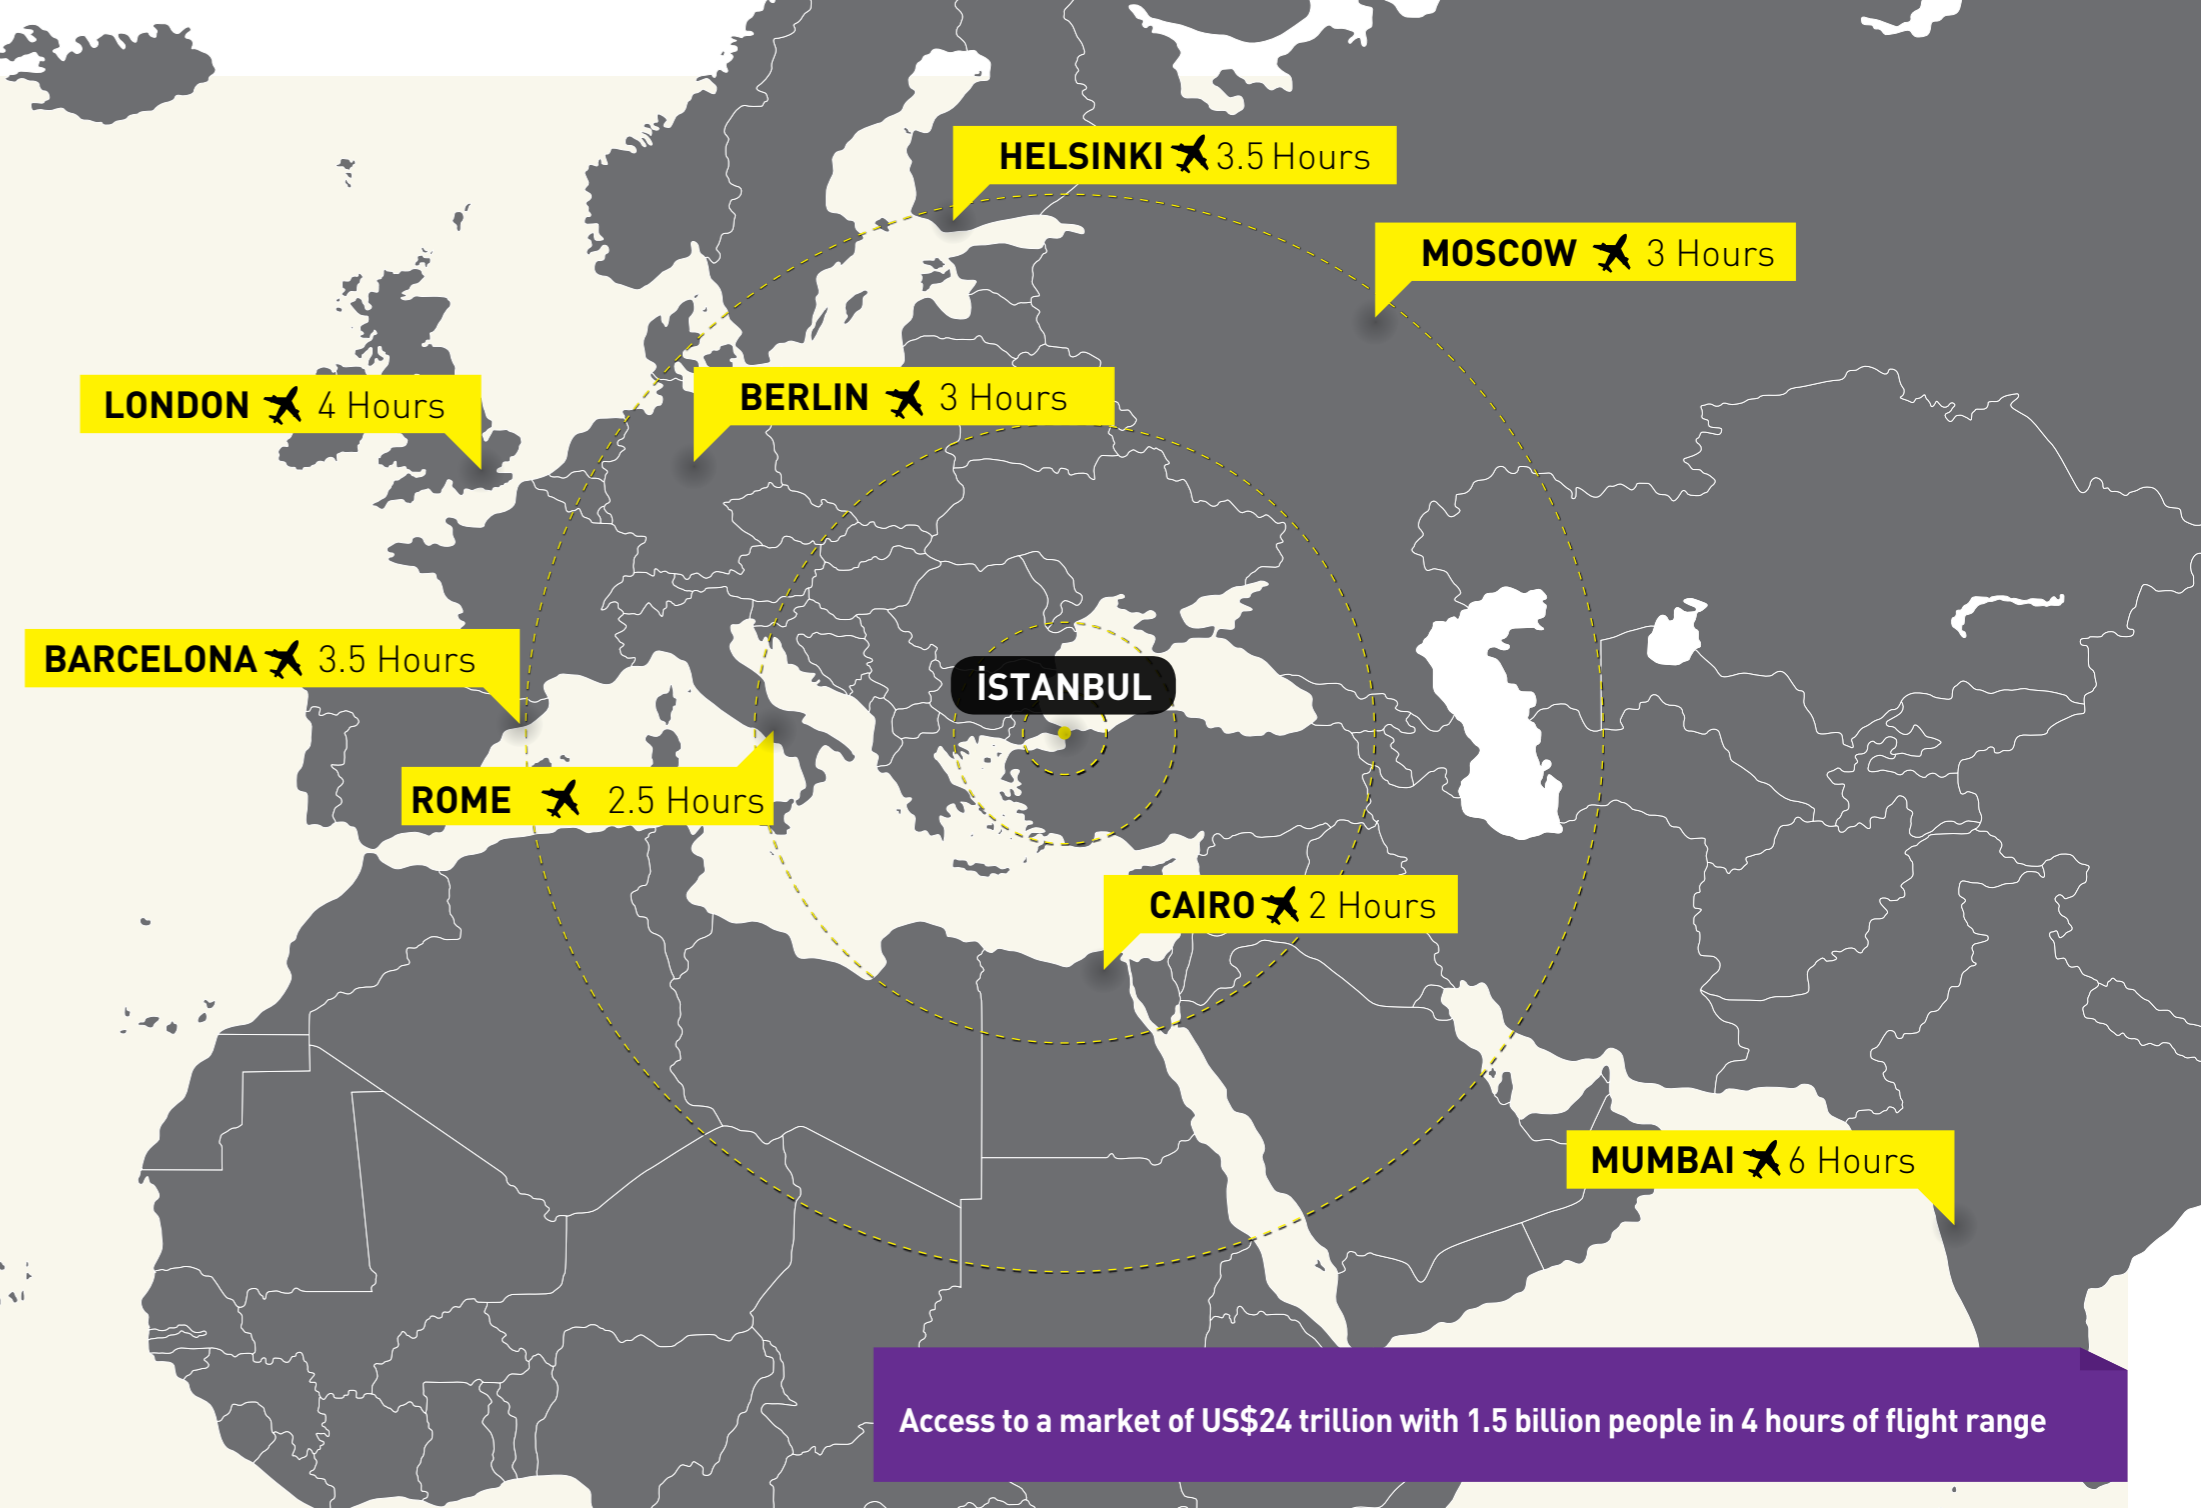 HELSINKI 3.5 Hours
MOSCOW 3 Hours
LONDON 4 Hours
BERLIN 3 Hours
BARCELONA 3.5 Hours
İSTANBUL
ROME 2.5 Hours
CAIRO 2 Hours
MUMBAI 6 Hours
Access to a market of US$24 trillion with 1.5 billion people in 4 hours of flight range